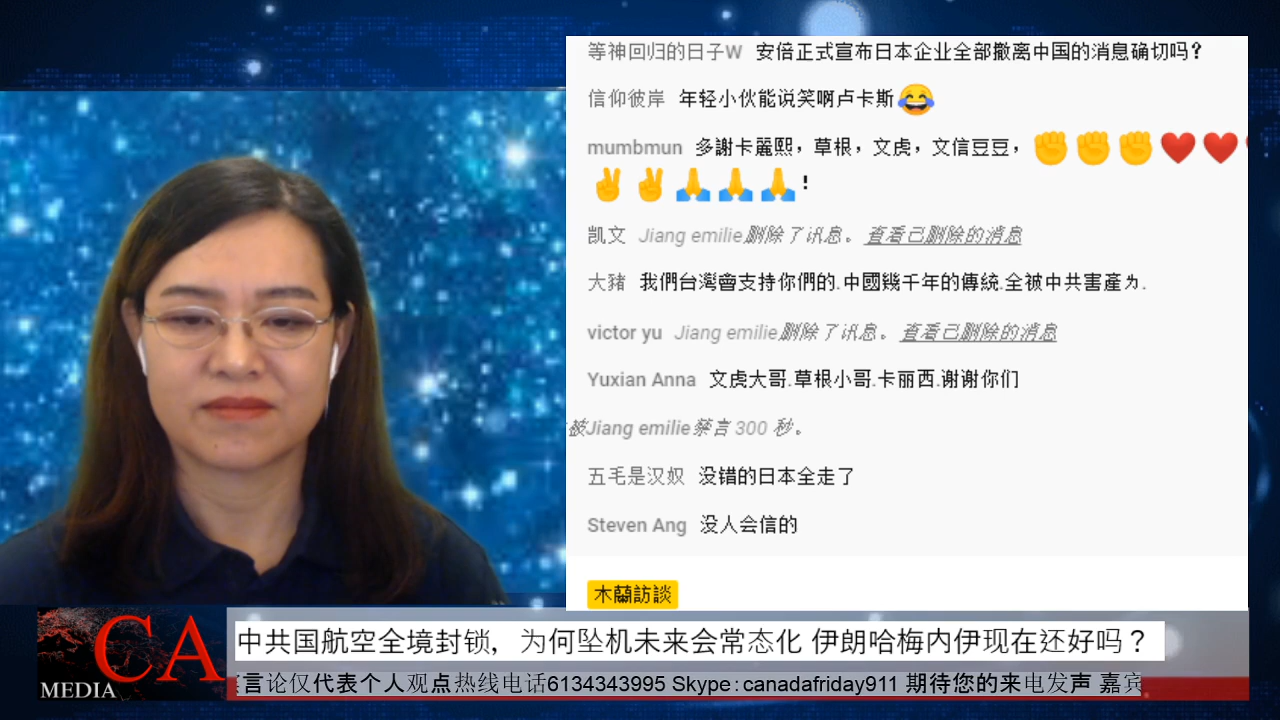 等神回归的日子W 安倍正式宣布日本企业全部撤离中国的消息确切吗?
信仰彼岸 年轻小伙能说笑啊卢卡斯😂
mumbmun 多謝卡麗熙，草根，文虎，文信豆豆，✊✊✊❤️❤️
✌️✌️🙏🙏🙏!
凯文 Jiang emilie删除了讯息。查看已删除的消息
大豬 我們台灣會支持你們的.中國幾千年的傳統.全被中共害產ㄌ.
victor yu Jiang emilie删除了讯息。查看已删除的消息
Yuxian Anna 文虎大哥.草根小哥.卡丽西.谢谢你们
被Jiang emilie禁言 300 秒。
五毛是汉奴 没错的日本全走了
Steven Ang 没人会信的
木蘭訪談
CA
MEDIA
中共国航空全境封锁，为何坠机未来会常态化 伊朗哈梅内伊现在还好吗？
言论仅代表个人观点热线电话6134343995 Skype：canadafriday911 期待您的来电发声 嘉宾